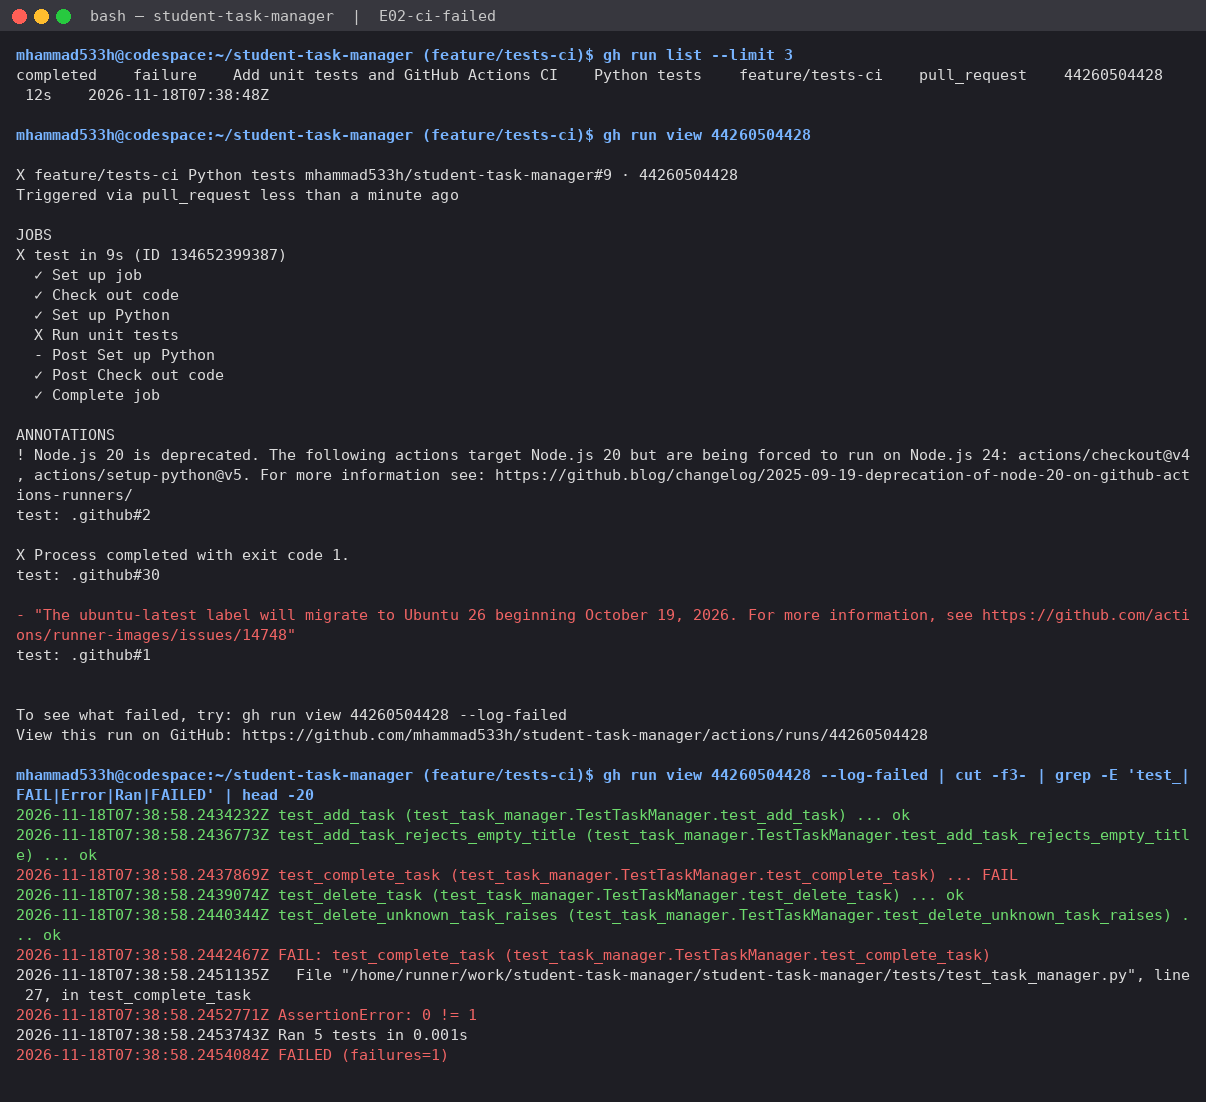 bash — student-task-manager  |  E02-ci-failed
mhammad533h@codespace:~/student-task-manager (feature/tests-ci)$ gh run list --limit 3
completed    failure    Add unit tests and GitHub Actions CI    Python tests    feature/tests-ci    pull_request    44260504428
 12s    2026-11-18T07:38:48Z
mhammad533h@codespace:~/student-task-manager (feature/tests-ci)$ gh run view 44260504428
X feature/tests-ci Python tests mhammad533h/student-task-manager#9 · 44260504428
Triggered via pull_request less than a minute ago
JOBS
X test in 9s (ID 134652399387)
  ✓ Set up job
  ✓ Check out code
  ✓ Set up Python
  X Run unit tests
  - Post Set up Python
  ✓ Post Check out code
  ✓ Complete job
ANNOTATIONS
! Node.js 20 is deprecated. The following actions target Node.js 20 but are being forced to run on Node.js 24: actions/checkout@v4
, actions/setup-python@v5. For more information see: https://github.blog/changelog/2025-09-19-deprecation-of-node-20-on-github-act
ions-runners/
test: .github#2
X Process completed with exit code 1.
test: .github#30
- "The ubuntu-latest label will migrate to Ubuntu 26 beginning October 19, 2026. For more information, see https://github.com/acti
ons/runner-images/issues/14748"
test: .github#1
To see what failed, try: gh run view 44260504428 --log-failed
View this run on GitHub: https://github.com/mhammad533h/student-task-manager/actions/runs/44260504428
mhammad533h@codespace:~/student-task-manager (feature/tests-ci)$ gh run view 44260504428 --log-failed | cut -f3- | grep -E 'test_|
FAIL|Error|Ran|FAILED' | head -20
2026-11-18T07:38:58.2434232Z test_add_task (test_task_manager.TestTaskManager.test_add_task) ... ok
2026-11-18T07:38:58.2436773Z test_add_task_rejects_empty_title (test_task_manager.TestTaskManager.test_add_task_rejects_empty_titl
e) ... ok
2026-11-18T07:38:58.2437869Z test_complete_task (test_task_manager.TestTaskManager.test_complete_task) ... FAIL
2026-11-18T07:38:58.2439074Z test_delete_task (test_task_manager.TestTaskManager.test_delete_task) ... ok
2026-11-18T07:38:58.2440344Z test_delete_unknown_task_raises (test_task_manager.TestTaskManager.test_delete_unknown_task_raises) .
.. ok
2026-11-18T07:38:58.2442467Z FAIL: test_complete_task (test_task_manager.TestTaskManager.test_complete_task)
2026-11-18T07:38:58.2451135Z   File "/home/runner/work/student-task-manager/student-task-manager/tests/test_task_manager.py", line
 27, in test_complete_task
2026-11-18T07:38:58.2452771Z AssertionError: 0 != 1
2026-11-18T07:38:58.2453743Z Ran 5 tests in 0.001s
2026-11-18T07:38:58.2454084Z FAILED (failures=1)